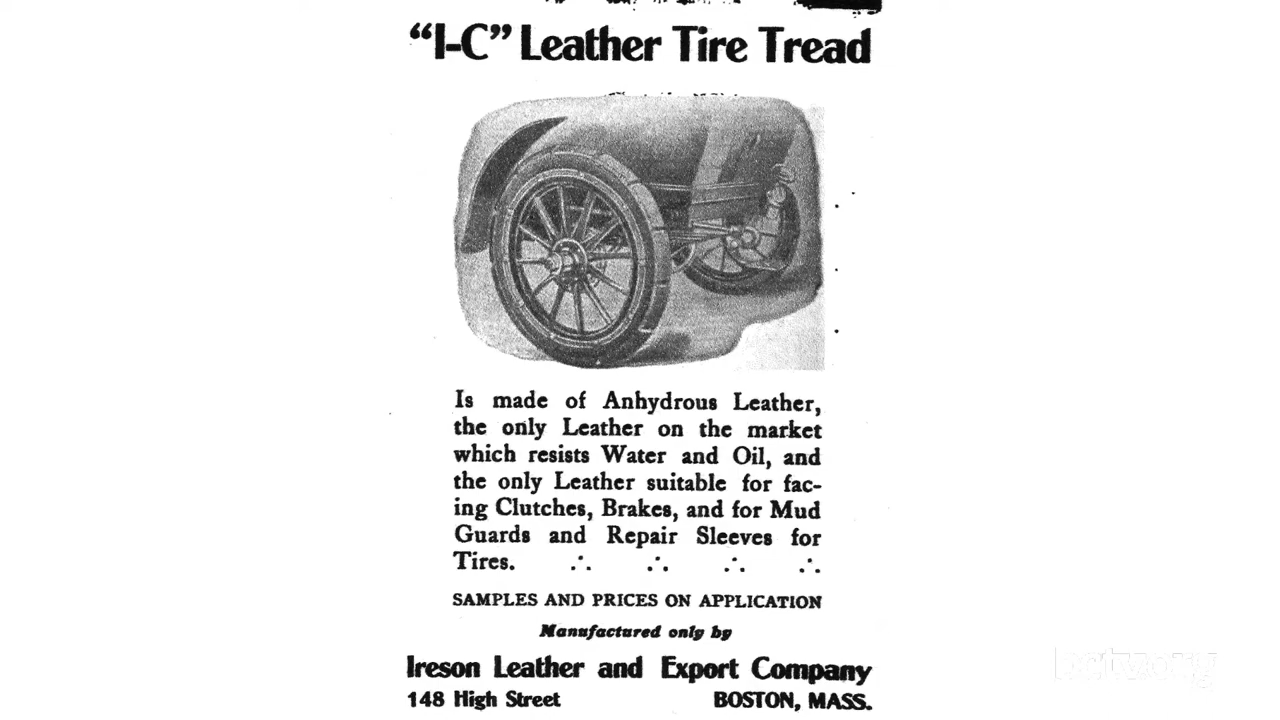 “I-C” Leather Tire Tread
Is made of Anhydrous Leather,
the only Leather on the market
which resists Water and Oil, and
the only Leather suitable for fac-
ing Clutches, Brakes, and for Mud
Guards and Repair Sleeves for
Tires. ∴ ∴ ∴ ∴
SAMPLES AND PRICES ON APPLICATION
Manufactured only by
Ireson Leather and Export Company
148 High Street BOSTON, MASS.
bctv.org